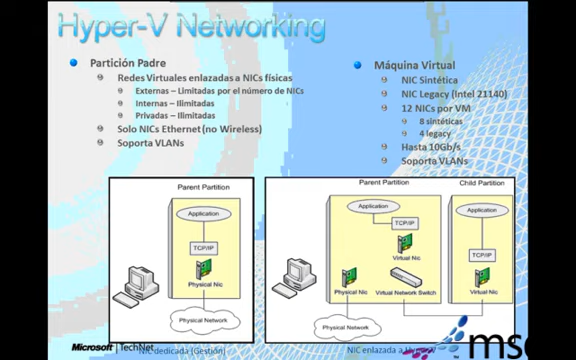 Hyper-V Networking
Partición Padre
Redes Virtuales enlazadas a NICs físicas
Externas – Limitadas por el número de NICs
Internas – Ilimitadas
Privadas – Ilimitadas
Solo NICs Ethernet (no Wireless)
Soporta VLANs
Máquina Virtual
NIC Sintética
NIC Legacy (Intel 21140)
12 NICs por VM
8 sintéticas
4 legacy
Hasta 10Gb/s
Soporta VLANs
Parent Partition
Application
TCP/IP
Physical Nic
Physical Network
NIC dedicada (Gestión)
Parent Partition
Child Partition
Application
Application
TCP/IP
Virtual Nic
TCP/IP
Physical Nic
Virtual Network Switch
Virtual Nic
Physical Network
NIC enlazada a
Microsoft TechNet